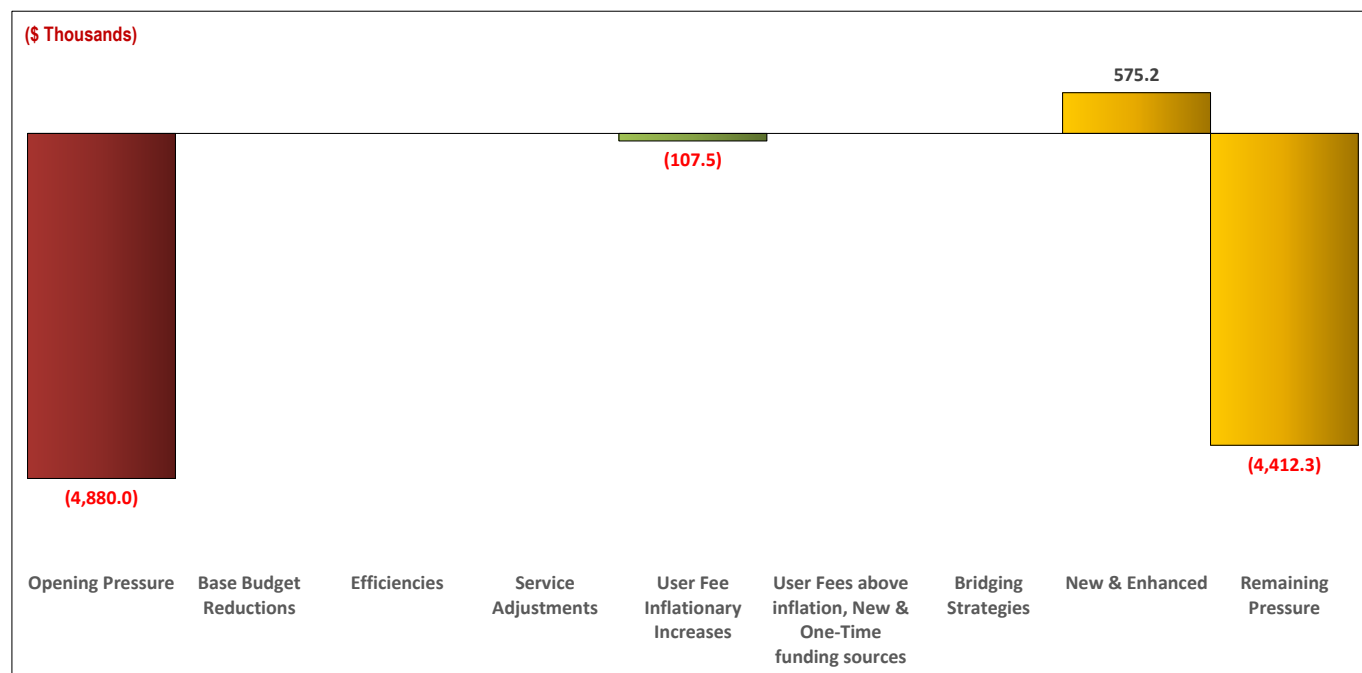 ($ Thousands)
575.2
(107.5)
(4,880.0)
(4,412.3)
Opening Pressure
Base Budget
Reductions
Efficiencies
Service
Adjustments
User Fee
Inflationary
Increases
User Fees above
inflation, New &
One-Time
funding sources
Bridging
Strategies
New & Enhanced
Remaining
Pressure